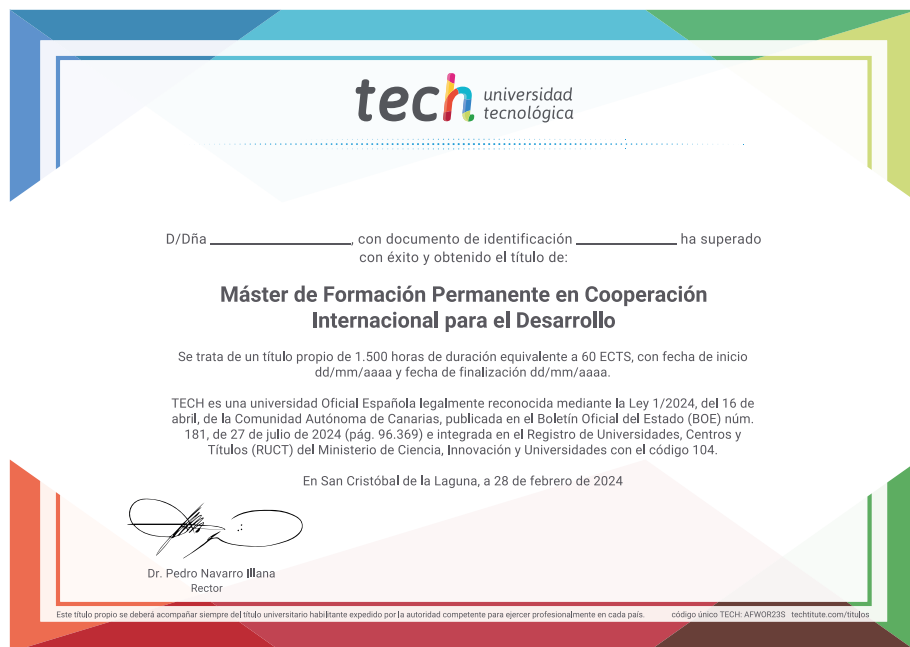 tech universidad
tecnológica
D/Dña ____________________, con documento de identificación ______________ ha superado
con éxito y obtenido el título de:
Máster de Formación Permanente en Cooperación
Internacional para el Desarrollo
Se trata de un título propio de 1.500 horas de duración equivalente a 60 ECTS, con fecha de inicio
dd/mm/aaaa y fecha de finalización dd/mm/aaaa.
TECH es una universidad Oficial Española legalmente reconocida mediante la Ley 1/2024, del 16 de
abril, de la Comunidad Autónoma de Canarias, publicada en el Boletín Oficial del Estado (BOE) núm.
181, de 27 de julio de 2024 (pág. 96.369) e integrada en el Registro de Universidades, Centros y
Títulos (RUCT) del Ministerio de Ciencia, Innovación y Universidades con el código 104.
En San Cristóbal de la Laguna, a 28 de febrero de 2024
Dr. Pedro Navarro Illana
Rector
Este título propio se deberá acompañar siempre del título universitario habilitante expedido por la autoridad competente para ejercer profesionalmente en cada país. código único TECH: AFWOR23S techtitute.com/titulos